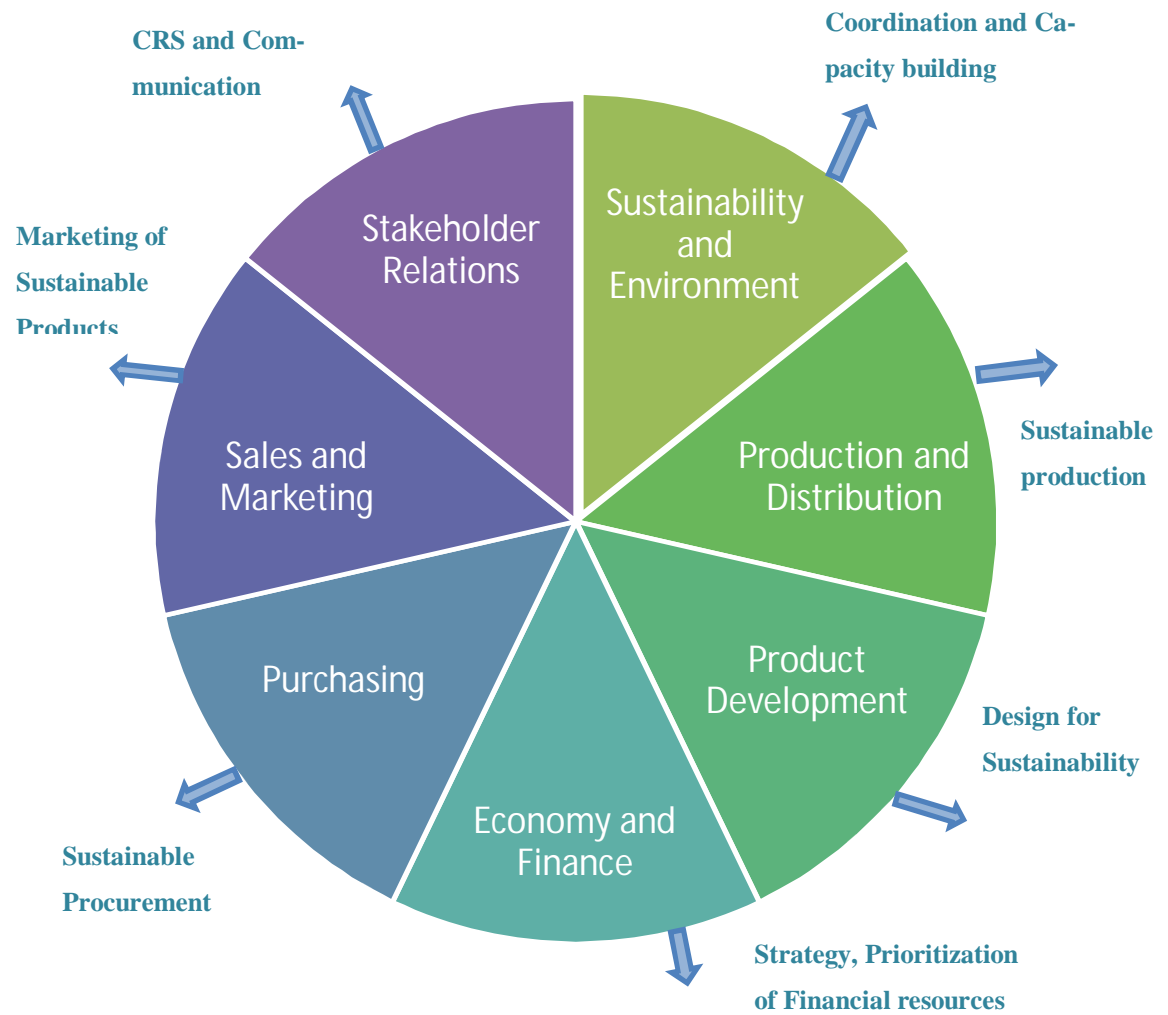 CRS and Com-
munication
Coordination and Ca-
pacity building
Stakeholder
Relations
Sustainability
and
Environment
Marketing of
Sustainable
Products
Sales and
Marketing
Production and
Distribution
Sustainable
production
Purchasing
Product
Development
Design for
Sustainability
Economy and
Finance
Sustainable
Procurement
Strategy, Prioritization
of Financial resources